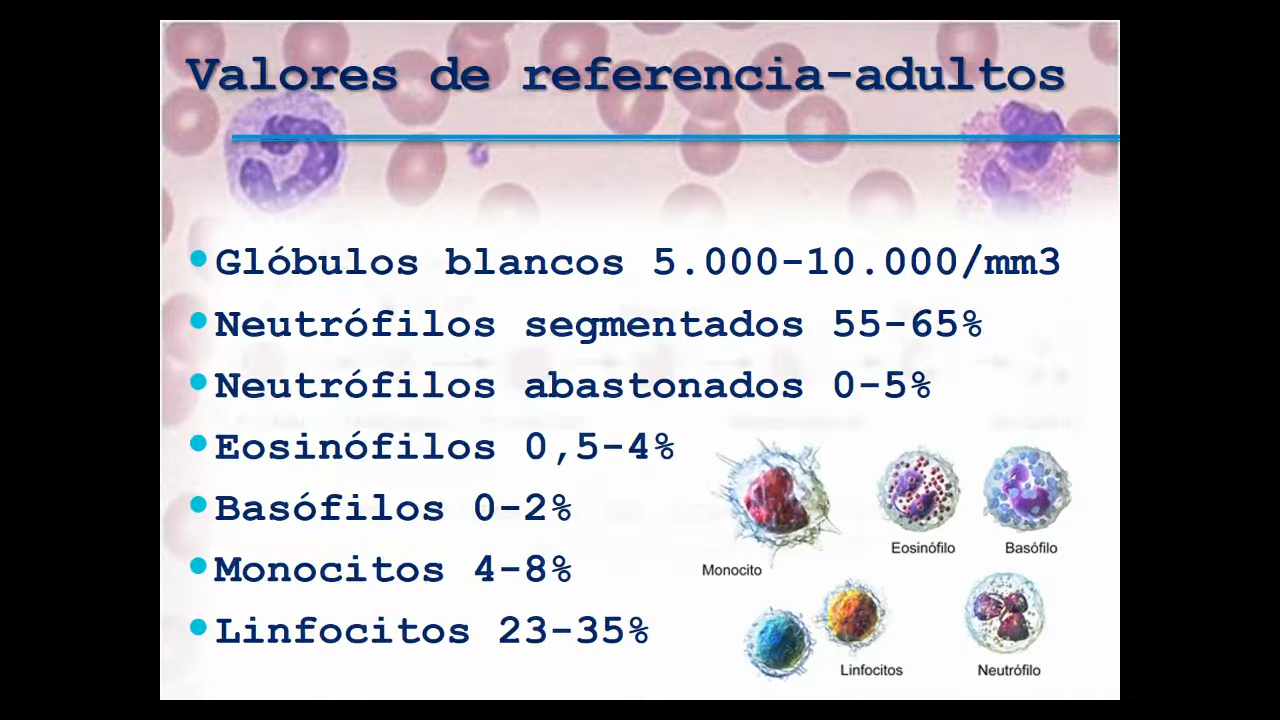 Valores de referencia-adultos
Glóbulos blancos 5.000-10.000/mm3
Neutrófilos segmentados 55-65%
Neutrófilos abastonados 0-5%
Eosinófilos 0,5-4%
Basófilos 0-2%
Monocitos 4-8%
Linfocitos 23-35%
Monocito
Eosinófilo
Basófilo
Linfocitos
Neutrófilo